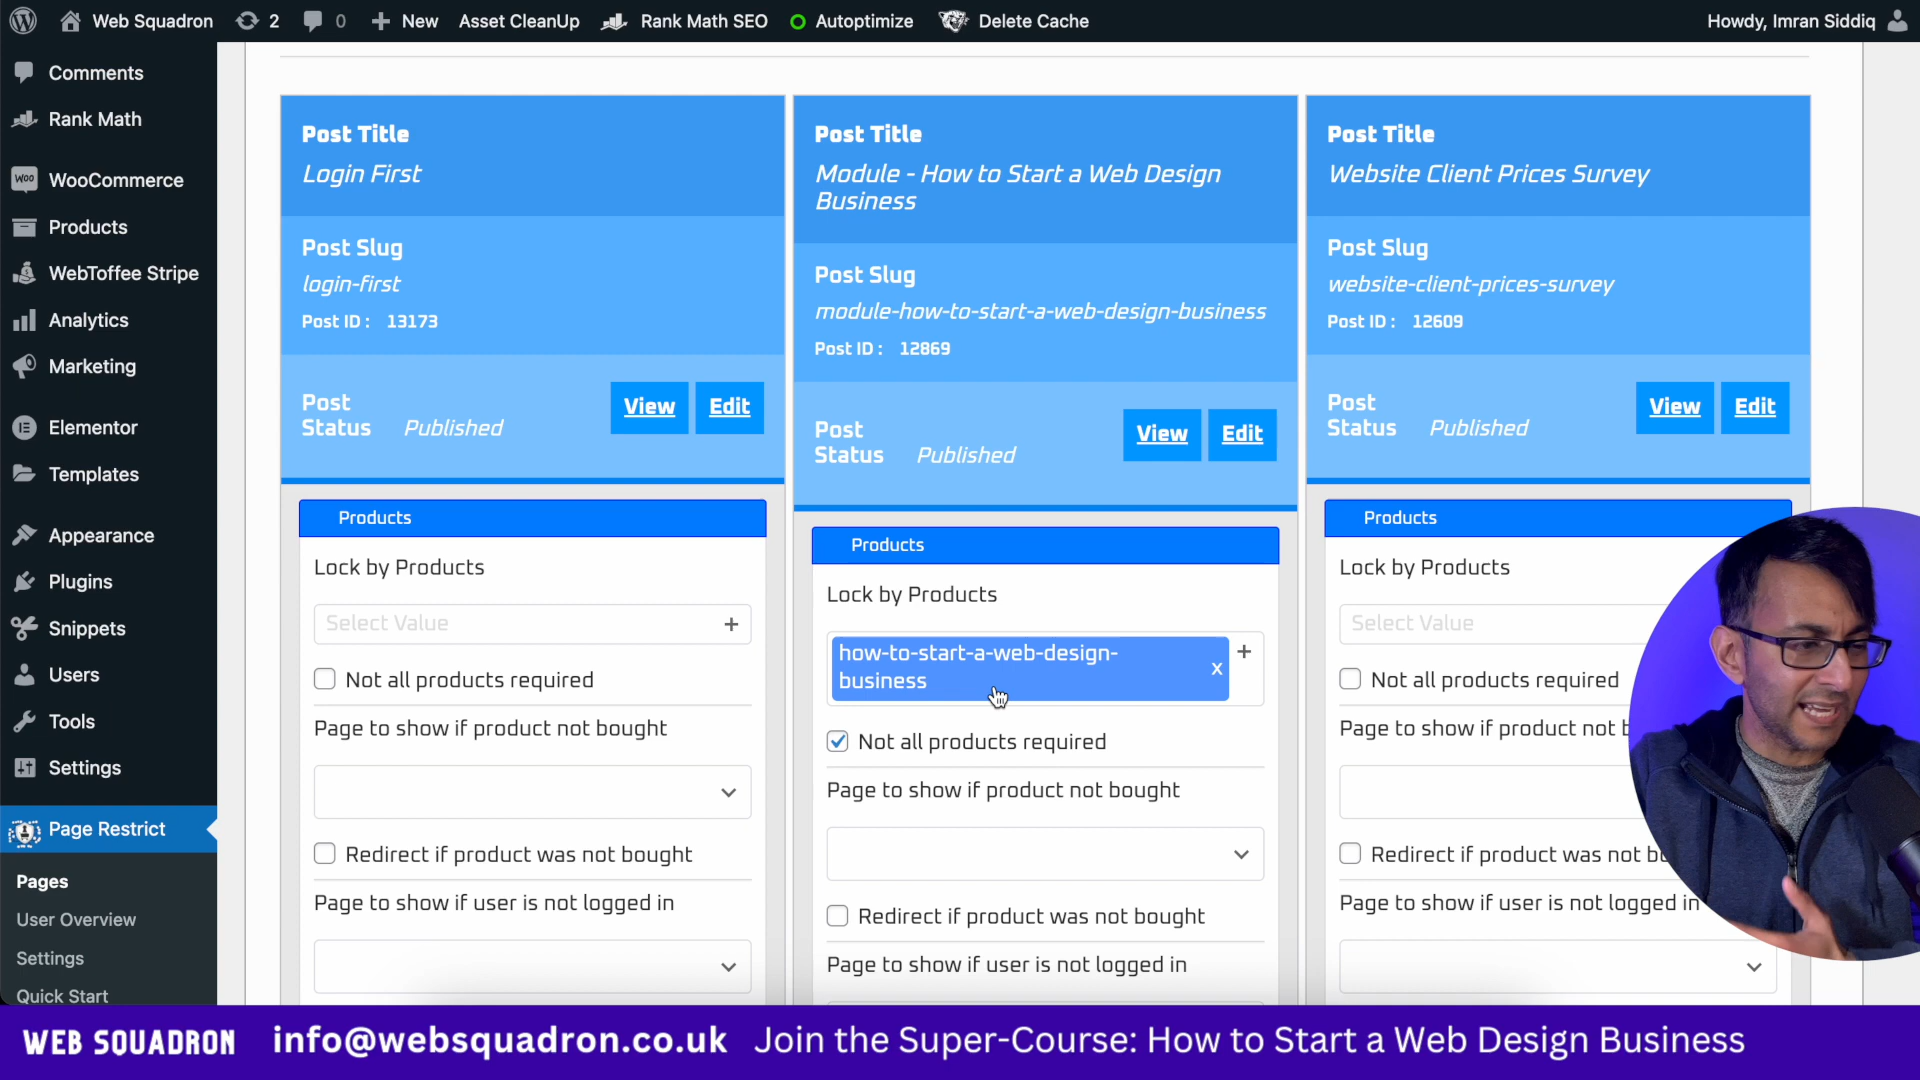 Web Squadron
2
0
New
Asset CleanUp
Rank Math SEO
Autoptimize
Delete Cache
Howdy, Imran Siddiq
Comments
Rank Math
WooCommerce
Products
WebToffee Stripe
Analytics
Marketing
Elementor
Templates
Appearance
Plugins
Snippets
Users
Tools
Settings
Page Restrict
Pages
User Overview
Settings
Quick Start
Post Title
Login First
Post Slug
login-first
Post ID : 13173
Post
Status
Published
View
Edit
Products
Lock by Products
Select Value
+
Not all products required
Page to show if product not bought
Redirect if product was not bought
Page to show if user is not logged in
Post Title
Module - How to Start a Web Design
Business
Post Slug
module-how-to-start-a-web-design-business
Post ID : 12869
Post
Status
Published
View
Edit
Products
Lock by Products
how-to-start-a-web-design-
business
x
+
Not all products required
Page to show if product not bought
Redirect if product was not bought
Page to show if user is not logged in
Post Title
Website Client Prices Survey
Post Slug
website-client-prices-survey
Post ID : 12609
Post
Status
Published
View
Edit
Products
Lock by Products
Select Value
Not all products required
Page to show if product not b
Redirect if product was not bo
Page to show if user is not logged in
WEB SQUADRON
info@websquadron.co.uk
Join the Super-Course: How to Start a Web Design Business